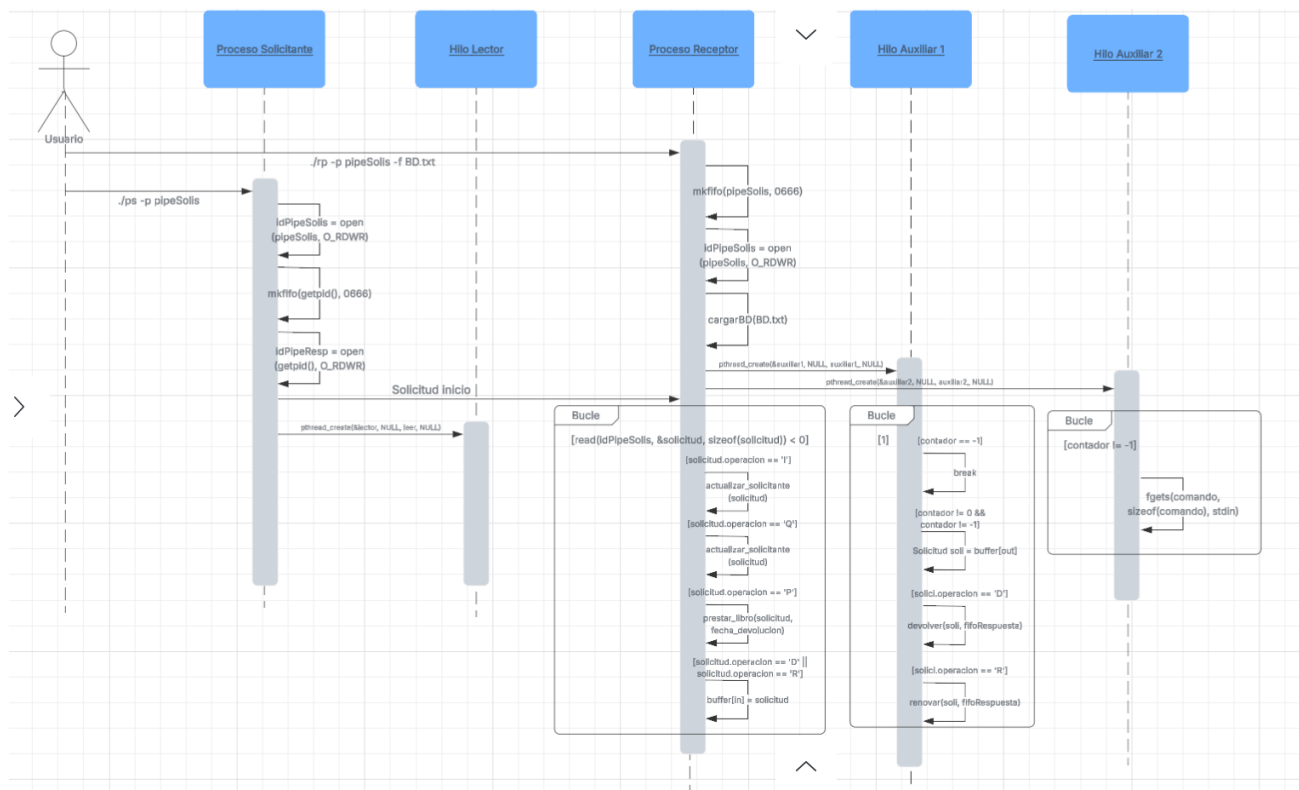 Proceso Solicitante
Hilo Lector
Proceso Receptor
Hilo Auxiliar 1
Hilo Auxiliar 2
Usuario
./rp -p pipeSolis -f BD.txt
./ps -p pipeSolis
idPipeSolis = open
(pipeSolis, O_RDWR)
mkfifo(getpid(), 0666)
idPipeResp = open
(getpid(), O_RDWR)
Solicitud inicio
pthread_create(&lector, NULL, leer, NULL)
mkfifo(pipeSolis, 0666)
idPipeSolis = open
(pipeSolis, O_RDWR)
cargarBD(BD.txt)
pthread_create(&auxiliar1, NULL, auxiliar1_ NULL)
pthread_create(&auxiliar2, NULL, auxiliar2_ NULL)
Bucle
[read(idPipeSolis, &solicitud, sizeof(solicitud)) < 0]
[solicitud.operacion == 'I']
actualizar_solicitante
(solicitud)
[solicitud.operacion == 'Q']
actualizar_solicitante
(solicitud)
[solicitud.operacion == 'P']
prestar_libro(solicitud,
fecha_devolucion)
[solicitud.operacion == 'D' ||
solicitud.operacion == 'R']
buffer[in] = solicitud
Bucle
[1]
[contador == -1]
break
[contador != 0 &&
contador != -1]
Solicitud soli = buffer[out]
[solici.operacion == 'D']
devolver(soli, fifoRespuesta)
[solici.operacion == 'R']
renovar(soli, fifoRespuesta)
Bucle
[contador != -1]
fgets(comando,
sizeof(comando), stdin)